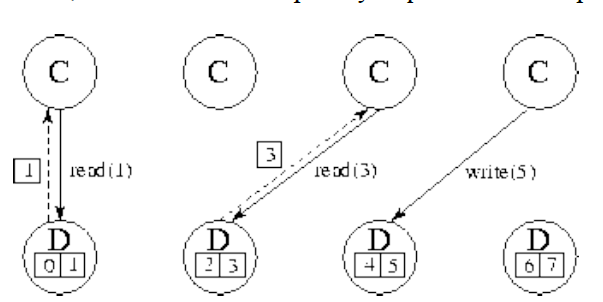 C C C C
1 read(1) 3 read(3) write(5)
D D D D
0 1 2 3 4 5 6 7